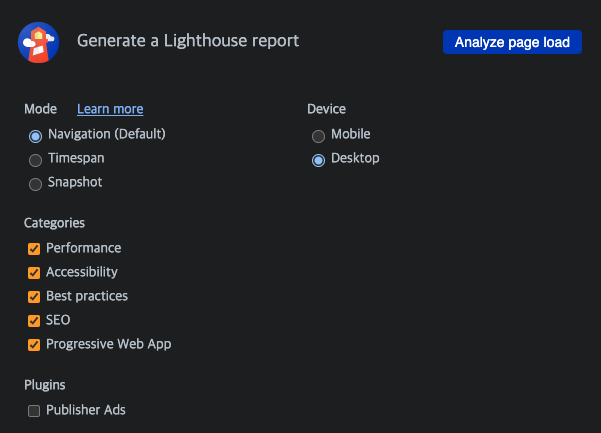 Generate a Lighthouse report
Analyze page load
Mode Learn more
Navigation (Default)
Timespan
Snapshot
Device
Mobile
Desktop
Categories
Performance
Accessibility
Best practices
SEO
Progressive Web App
Plugins
Publisher Ads